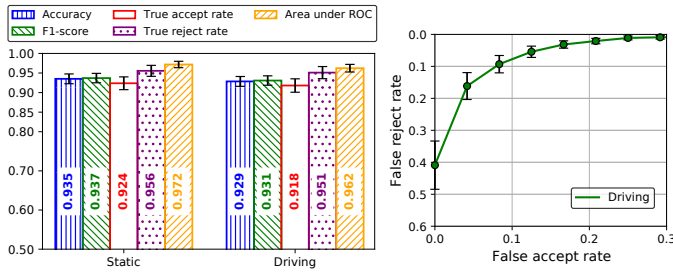 Accuracy
True accept rate
Area under ROC
F1-score
True reject rate
1.00
0.95
0.90
0.80
0.70
0.60
0.50
0.935
0.937
0.924
0.956
0.972
0.929
0.931
0.918
0.951
0.962
Static
Driving
False reject rate
0.0
0.1
0.2
0.3
0.4
0.5
0.6
Driving
0.0
0.1
0.2
0.3
False accept rate